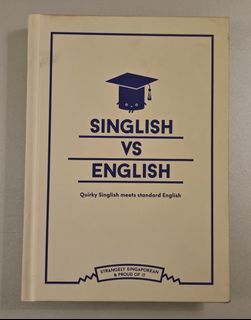 SINGLISH
VS
ENGLISH
Quirky Singlish meets standard English
STRANGELY SINGAPOREAN
& PROUD OF IT